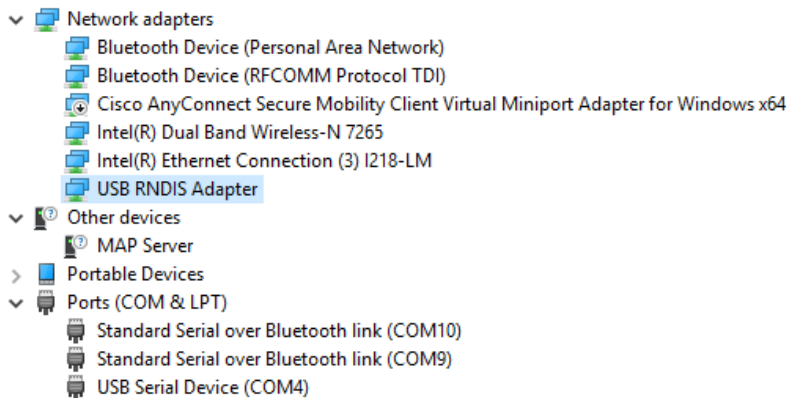 Network adapters
Bluetooth Device (Personal Area Network)
Bluetooth Device (RFCOMM Protocol TDI)
Cisco AnyConnect Secure Mobility Client Virtual Miniport Adapter for Windows x64
Intel(R) Dual Band Wireless-N 7265
Intel(R) Ethernet Connection (3) I218-LM
USB RNDIS Adapter
Other devices
MAP Server
Portable Devices
Ports (COM & LPT)
Standard Serial over Bluetooth link (COM10)
Standard Serial over Bluetooth link (COM9)
USB Serial Device (COM4)